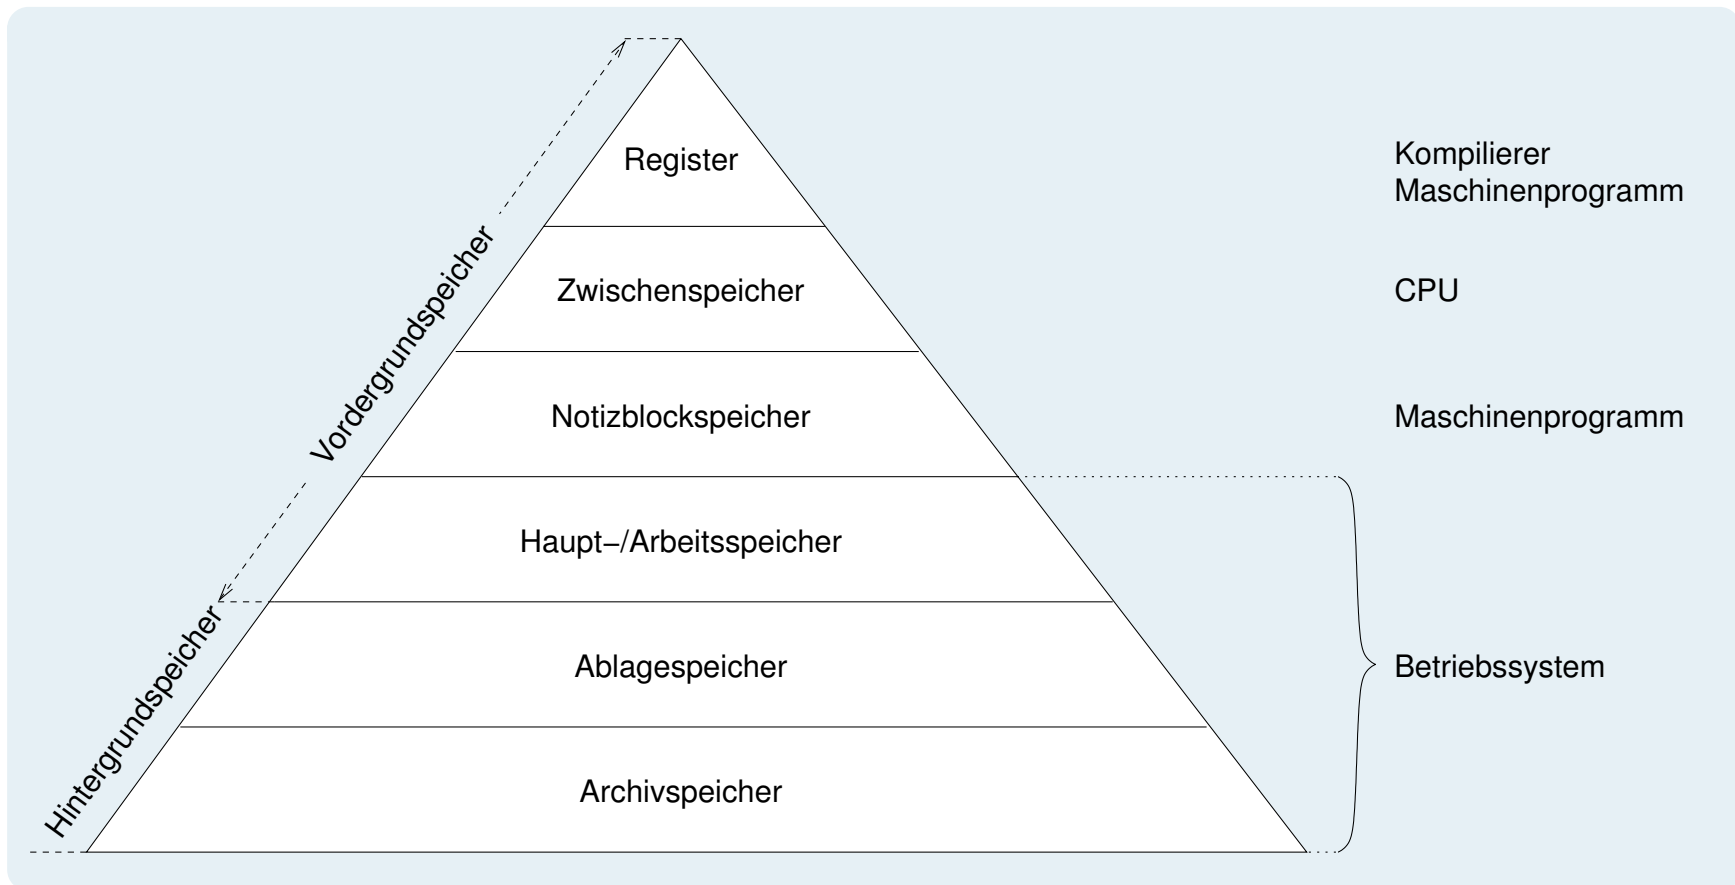 Register
Kompilierer
Maschinenprogramm
Zwischenspeicher
CPU
Vordergrundspeicher
Notizblockspeicher
Maschinenprogramm
Haupt−/Arbeitsspeicher
Hintergrundspeicher
Ablagespeicher
Betriebssystem
Archivspeicher